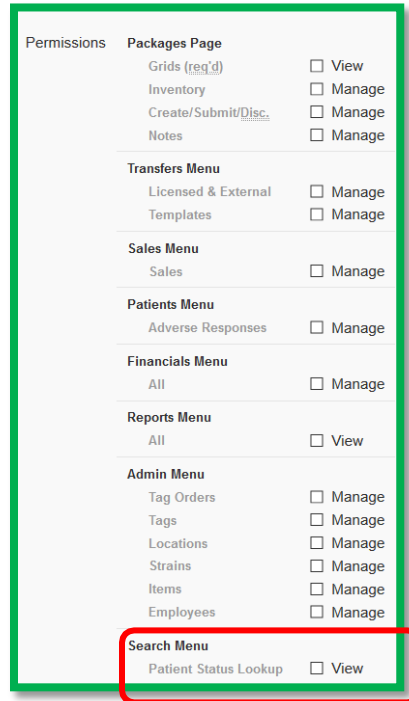 Permissions Packages Page
Grids (req'd) View
Inventory Manage
Create/Submit/Disc. Manage
Notes Manage
Transfers Menu
Licensed & External Manage
Templates Manage
Sales Menu
Sales Manage
Patients Menu
Adverse Responses Manage
Financials Menu
All Manage
Reports Menu
All View
Admin Menu
Tag Orders Manage
Tags Manage
Locations Manage
Strains Manage
Items Manage
Employees Manage
Search Menu
Patient Status Lookup View